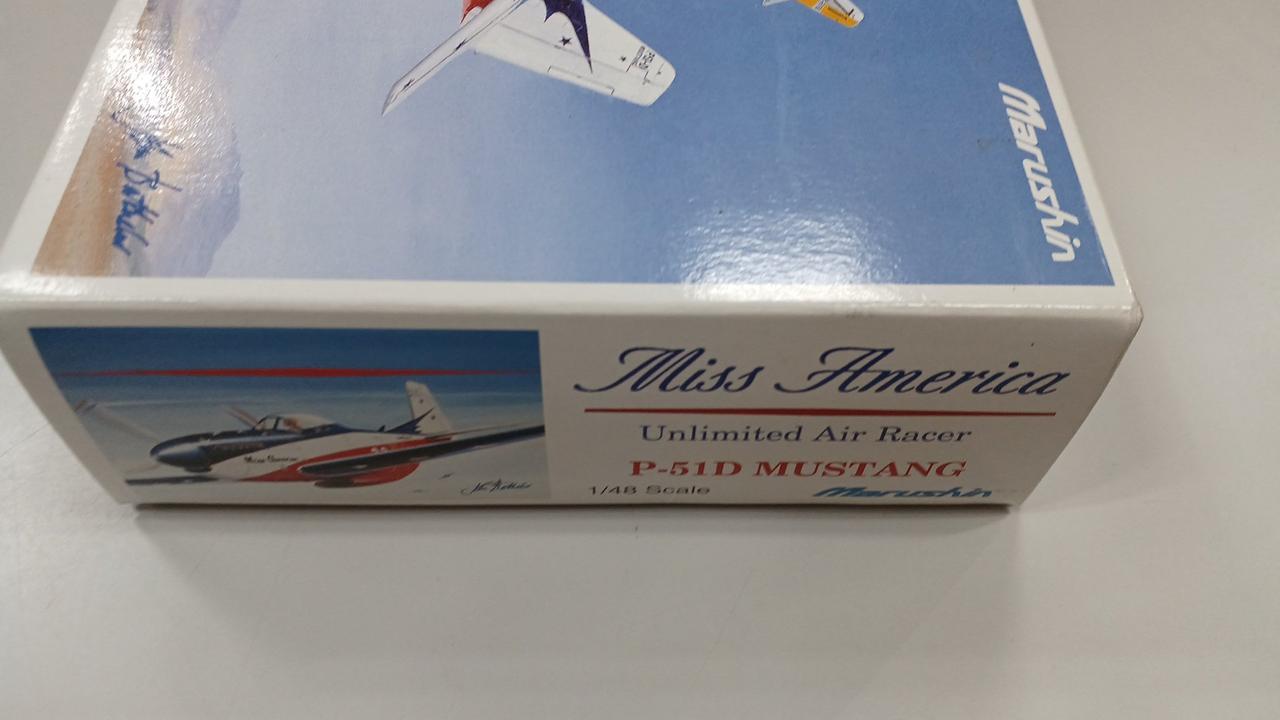 Marushin
Miss America
Unlimited Air Racer
P-51D MUSTANG
1/48 Scale
Marushin